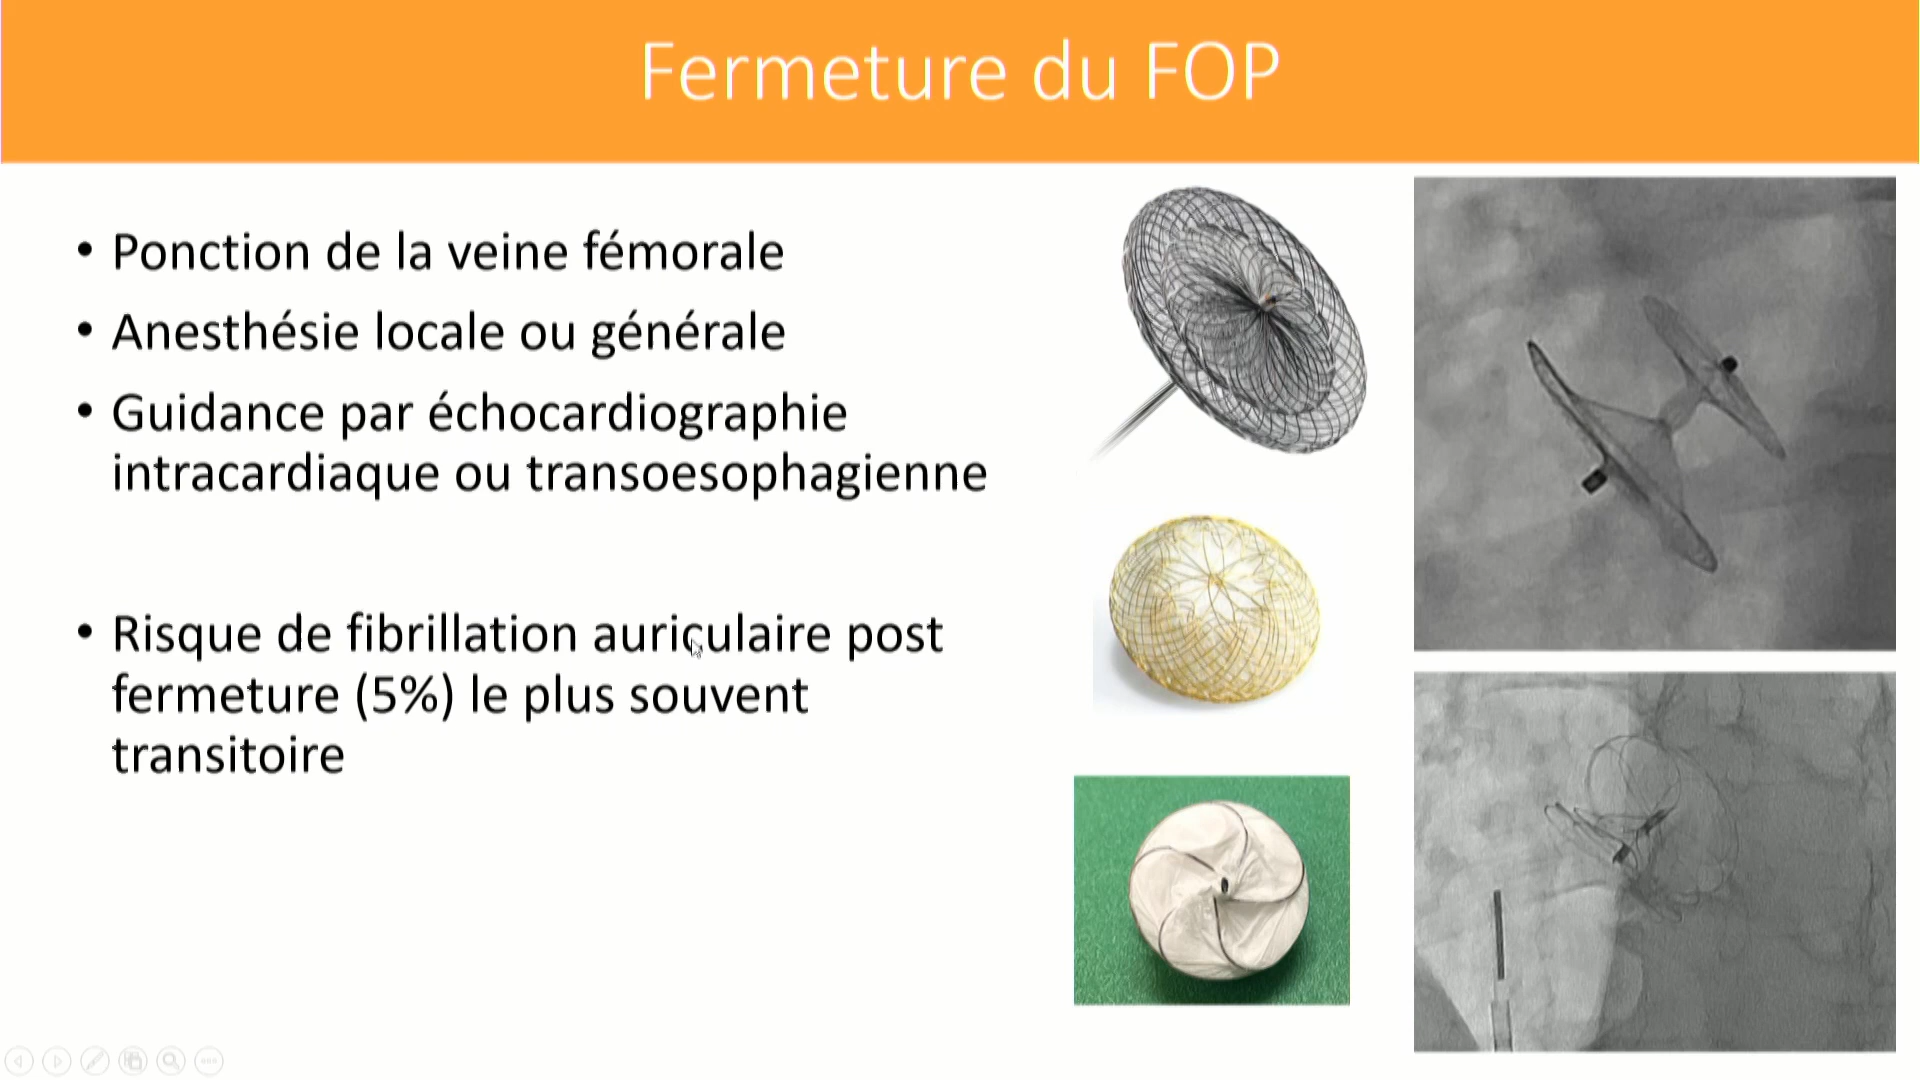 Fermeture du FOP
• Ponction de la veine fémorale
• Anesthésie locale ou générale
• Guidance par échocardiographie
intracardiaque ou transoesophagienne
• Risque de fibrillation auriculaire post
fermeture (5%) le plus souvent
transitoire